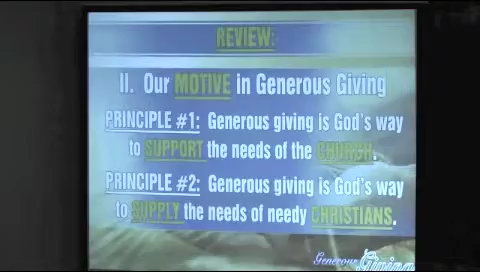 REVIEW:
II. Our MOTIVE in Generous Giving
PRINCIPLE #1: Generous giving is God's way
to SUPPORT the needs of the CHURCH.
PRINCIPLE #2: Generous giving is God's way
to SUPPLY the needs of needy CHRISTIANS.
Generous Giving